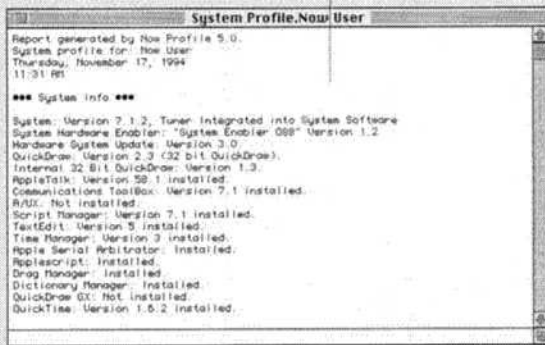 System Profile.Now User
Report generated by Now Profile 5.0.
System profile for: Now User
Thursday, November 17, 1994
11:31 AM
*** System Info ***
System: Version 7.1.2, Tuner Integrated into System Software
System Hardware Enabler: "System Enabler 088" Version 1.2
Hardware System Update: Version 3.0
QuickDraw: Version 2.3 (32 bit QuickDraw).
Internal 32 Bit QuickDraw: Version 1.3.
AppleTalk: Version 58.1 installed.
Communications ToolBox: Version 7.1 installed.
A/UX: Not installed.
Script Manager: Version 7.1 installed.
TextEdit: Version 5 installed.
Time Manager: Version 3 installed.
Apple Serial Arbitrator: Installed.
Applescript: Installed.
Drag Manager: Installed.
Dictionary Manager: Installed.
QuickDraw GX: Not installed.
QuickTime: Version 1.6.2 installed.